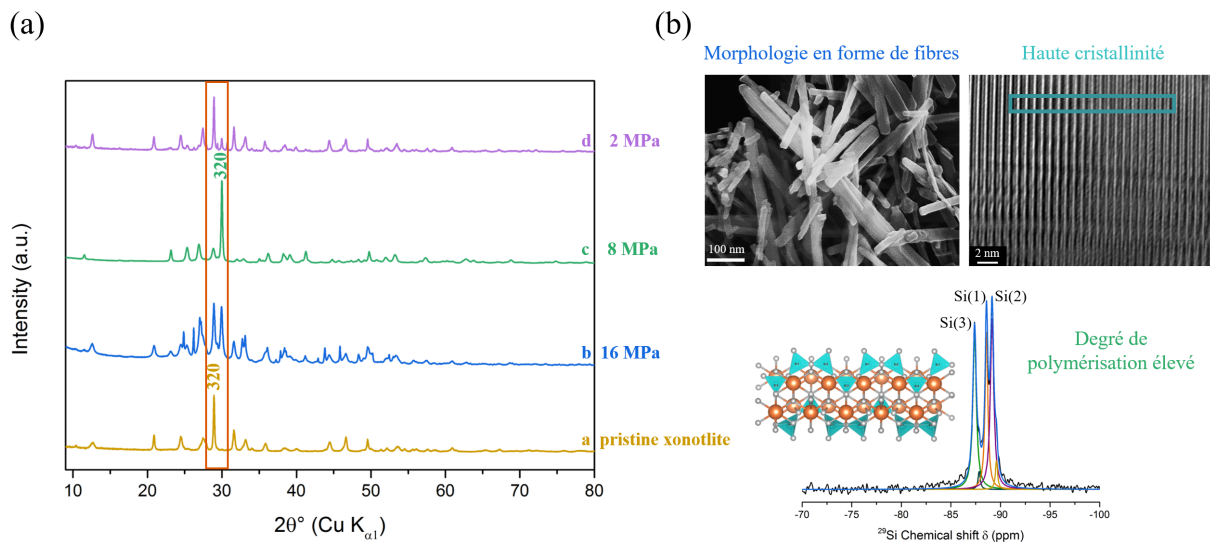 (a)
Intensity (a.u.)
d 2 MPa
320
c 8 MPa
b 16 MPa
320
a pristine xonotlite
10 20 30 40 50 60 70 80
2θ° (Cu Kα1)
(b)
Morphologie en forme de fibres
Haute cristallinité
100 nm
2 nm
Si(1) Si(2)
Si(3)
Degré de
polymérisation élevé
-70 -75 -80 -85 -90 -95 -100
29Si Chemical shift δ (ppm)